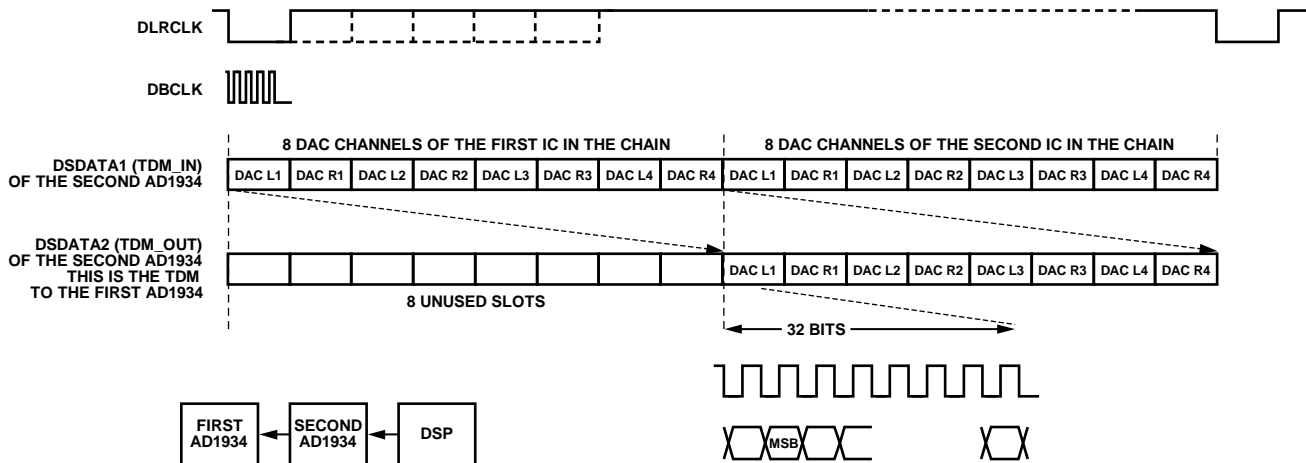 DLRCLK
DBCLK
8 DAC CHANNELS OF THE FIRST IC IN THE CHAIN
8 DAC CHANNELS OF THE SECOND IC IN THE CHAIN
DSDATA1 (TDM_IN)
OF THE SECOND AD1934
DAC L1 DAC R1 DAC L2 DAC R2 DAC L3 DAC R3 DAC L4 DAC R4 DAC L1 DAC R1 DAC L2 DAC R2 DAC L3 DAC R3 DAC L4 DAC R4
DSDATA2 (TDM_OUT)
OF THE SECOND AD1934
THIS IS THE TDM
TO THE FIRST AD1934
DAC L1 DAC R1 DAC L2 DAC R2 DAC L3 DAC R3 DAC L4 DAC R4
8 UNUSED SLOTS
32 BITS
FIRST
AD1934
SECOND
AD1934
DSP
MSB